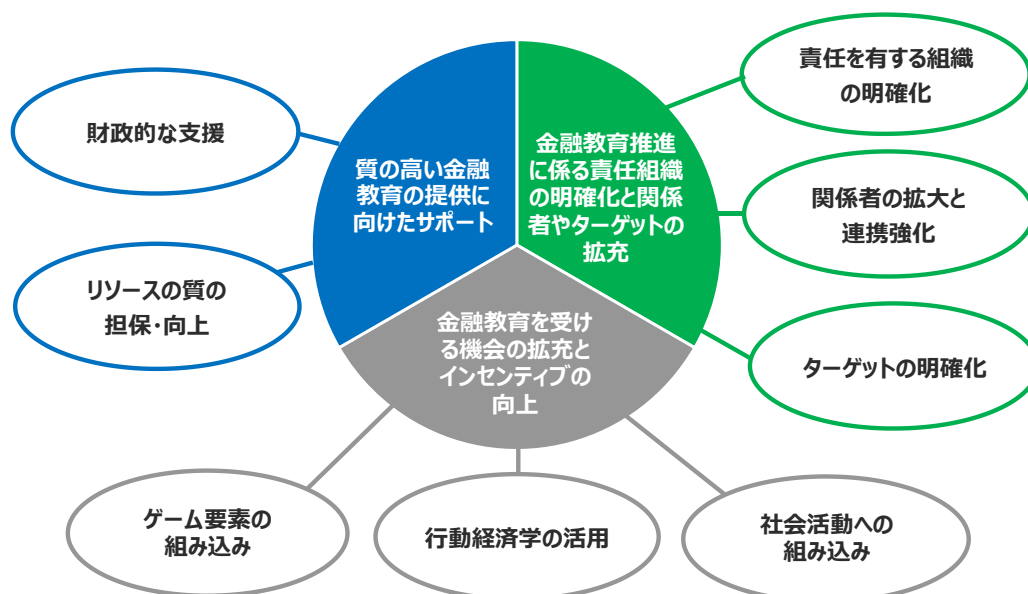 責任を有する組織
の明確化
財政的な支援
質の高い金融
教育の提供に
向けたサポート
金融教育推進
に係る責任組織
の明確化と関係
者やターゲットの
拡充
関係者の拡大と
連携強化
リソースの質の
担保・向上
金融教育を受け
る機会の拡充と
インセンティブの
向上
ターゲットの明確化
ゲーム要素の
組み込み
行動経済学の活用
社会活動への
組み込み